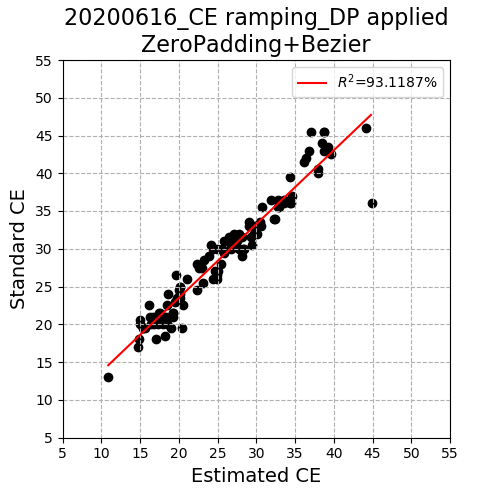 20200616_CE ramping_DP applied
ZeroPadding+Bezier
R²=93.1187%
55
50
45
40
35
30
25
20
15
10
5
Standard CE
5 10 15 20 25 30 35 40 45 50 55
Estimated CE